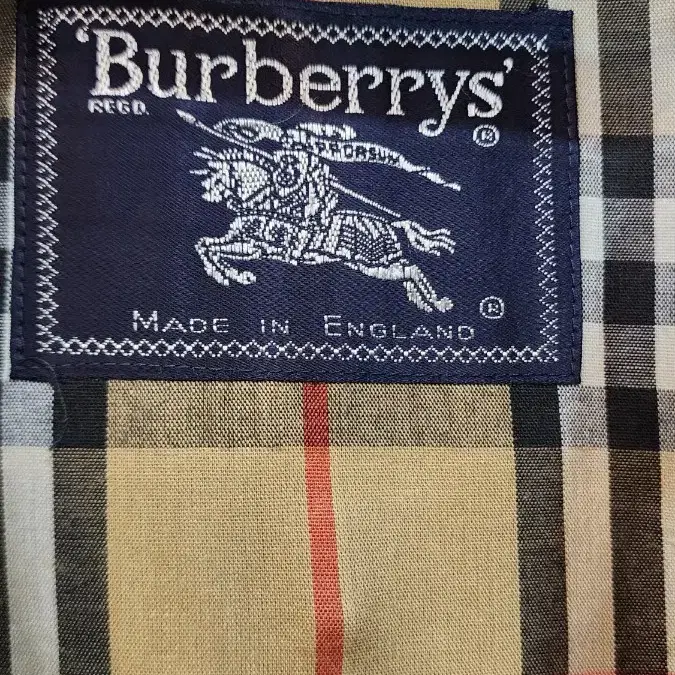 'Burberrys'
REGD. ®
PRORSUM
MADE IN ENGLAND ®